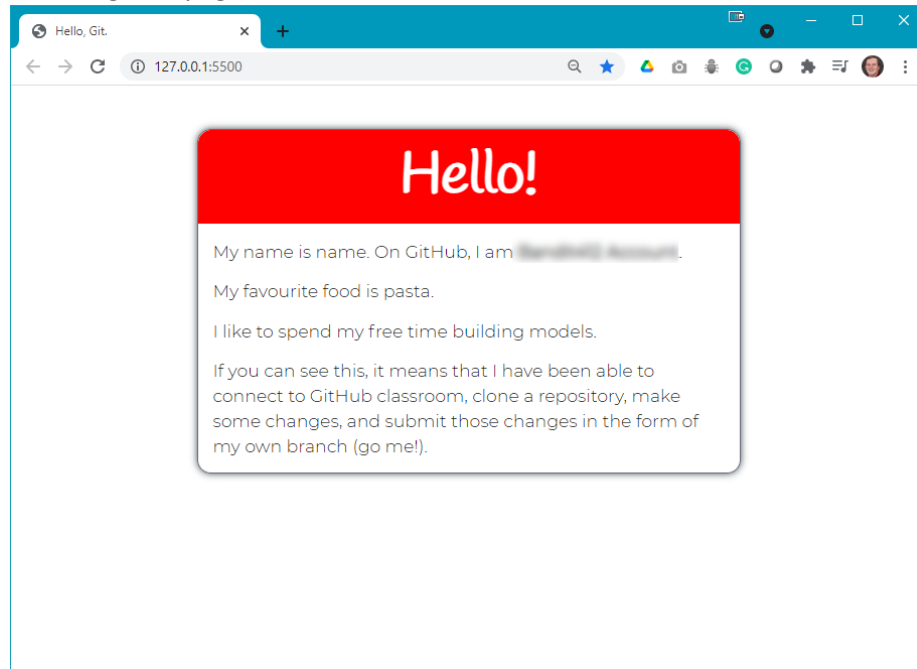 Hello, Git.
127.0.0.1:5500
Hello!
My name is name. On GitHub, I am .
My favourite food is pasta.
I like to spend my free time building models.
If you can see this, it means that I have been able to
connect to GitHub classroom, clone a repository, make
some changes, and submit those changes in the form of
my own branch (go me!).